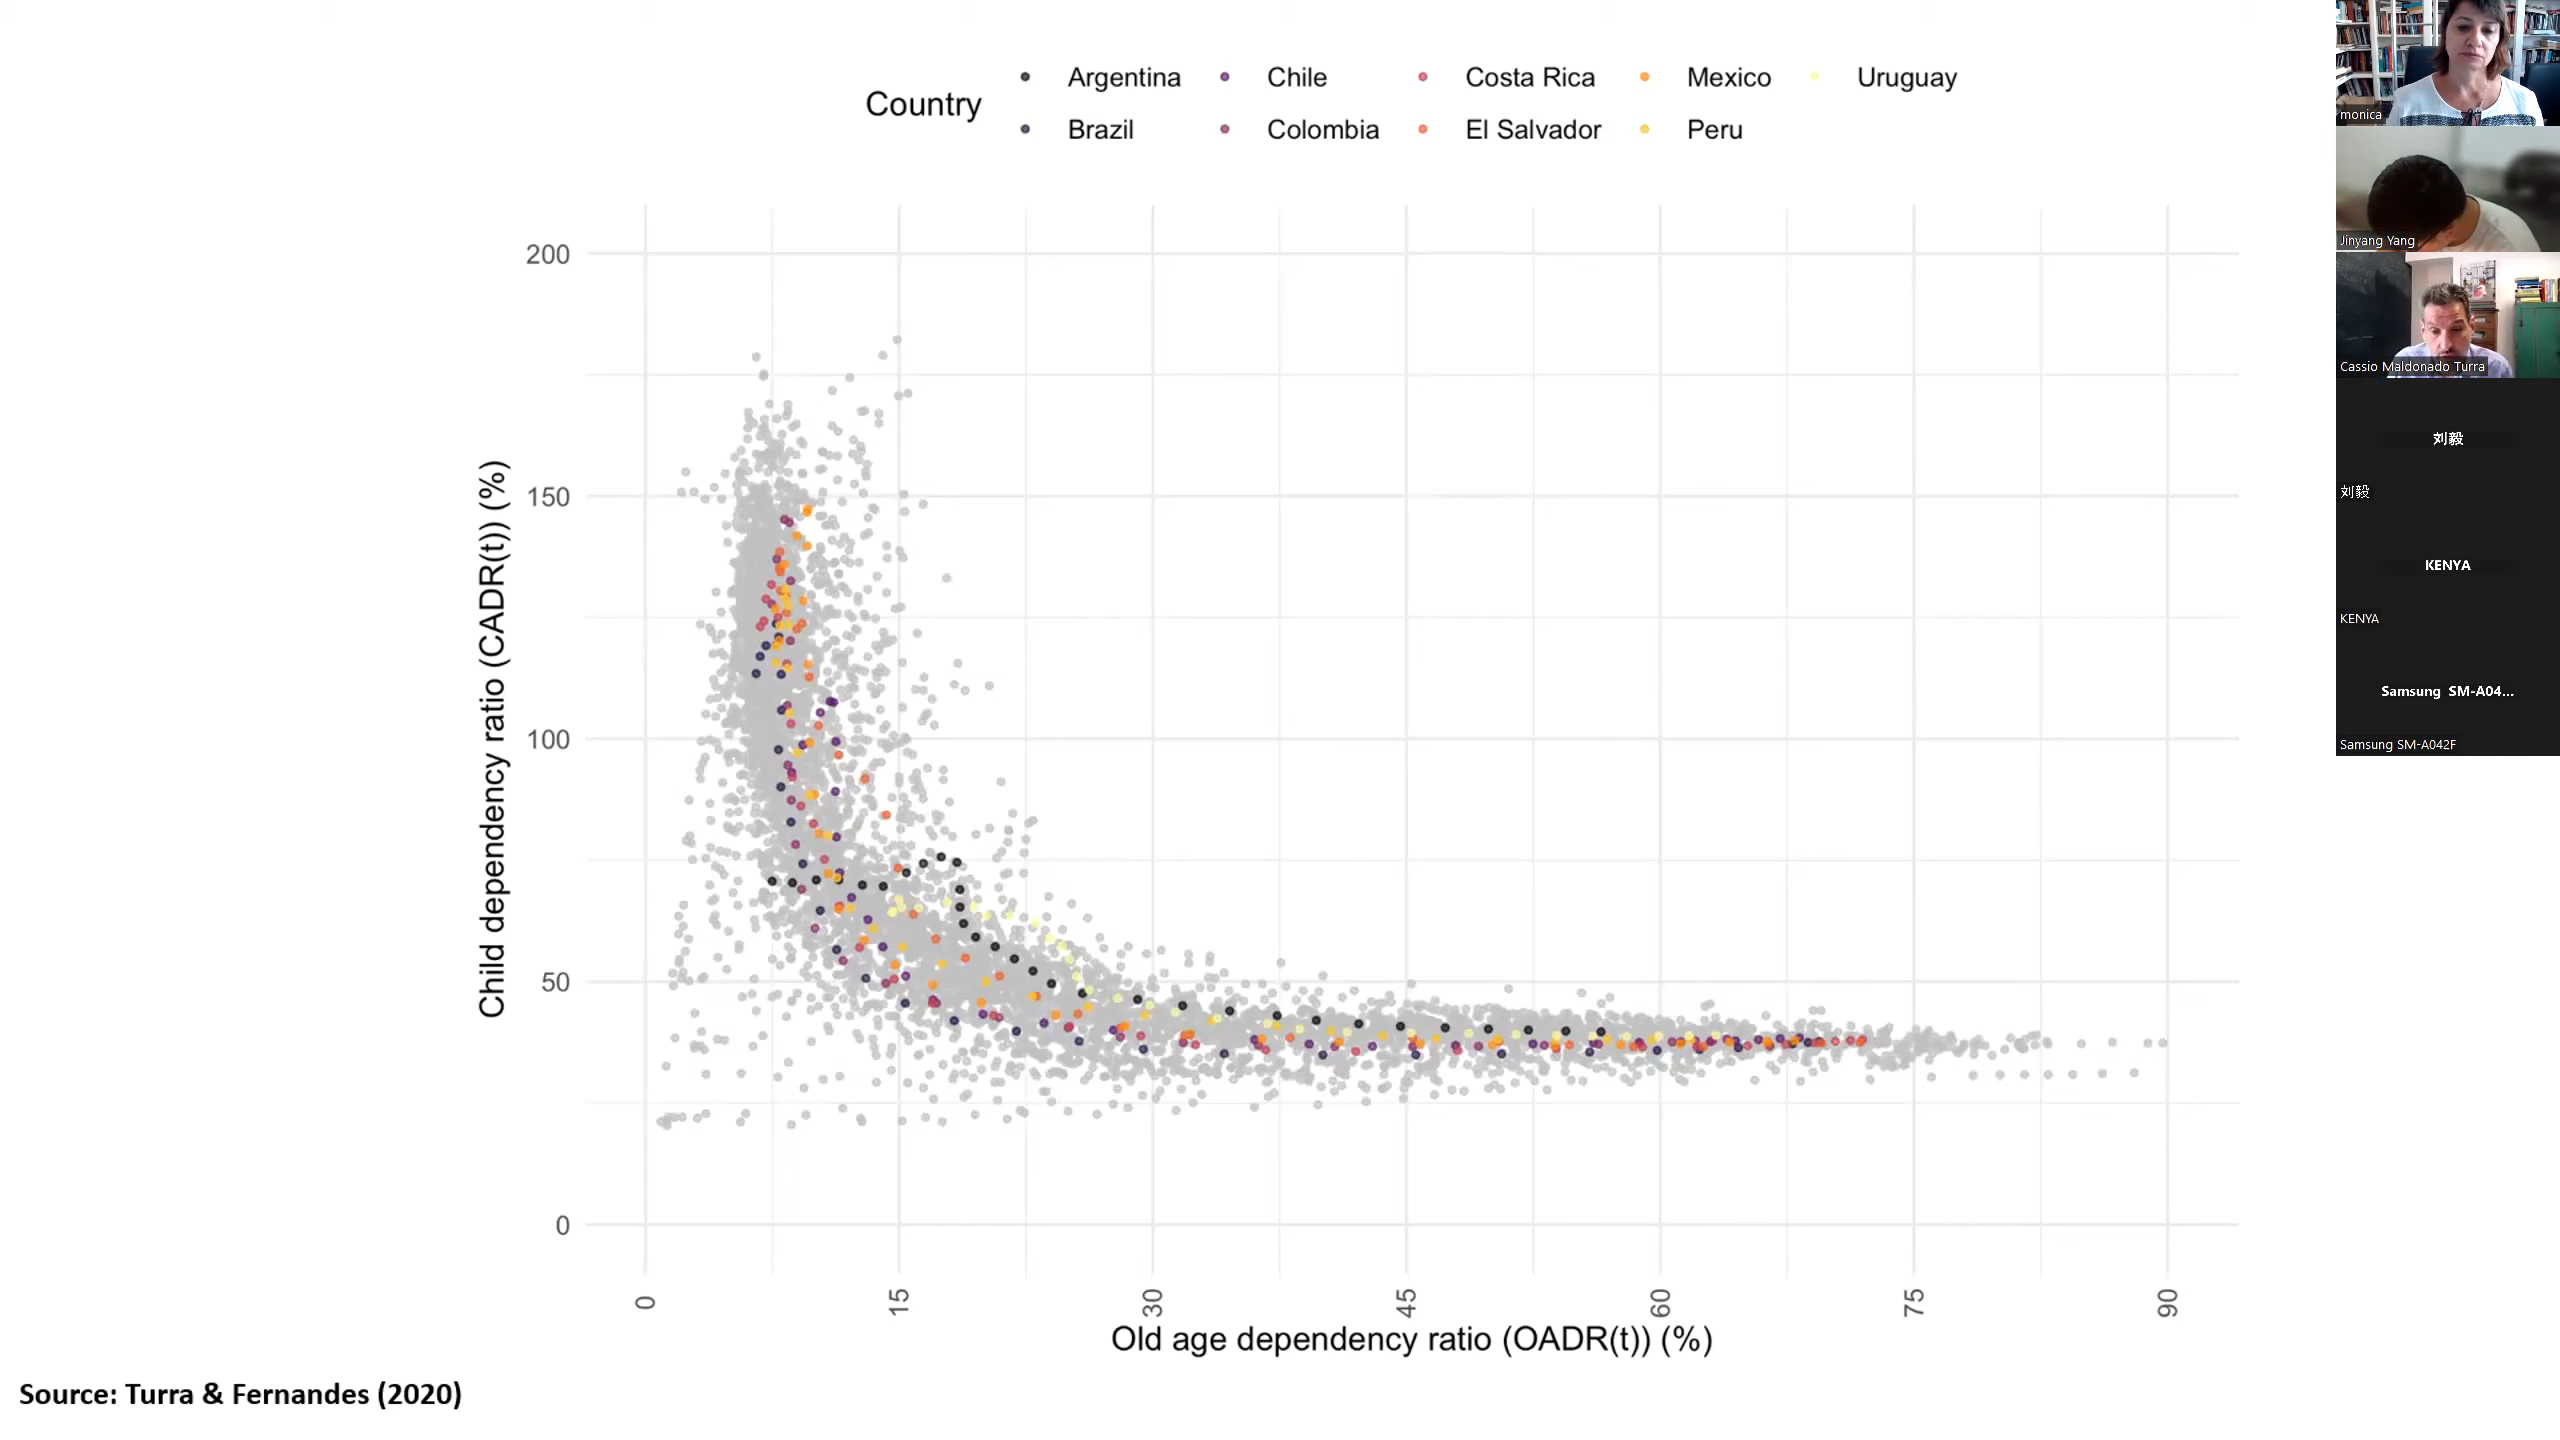 Country
Argentina
Chile
Costa Rica
Mexico
Uruguay
Brazil
Colombia
El Salvador
Peru
Child dependency ratio (CADR(t)) (%)
200
150
100
50
0
0
15
30
45
60
75
90
Old age dependency ratio (OADR(t)) (%)
Source: Turra & Fernandes (2020)
monica
Jinyang Yang
Cassio Maldonado Turra
刘毅
刘毅
KENYA
KENYA
Samsung SM-A04...
Samsung SM-A042F